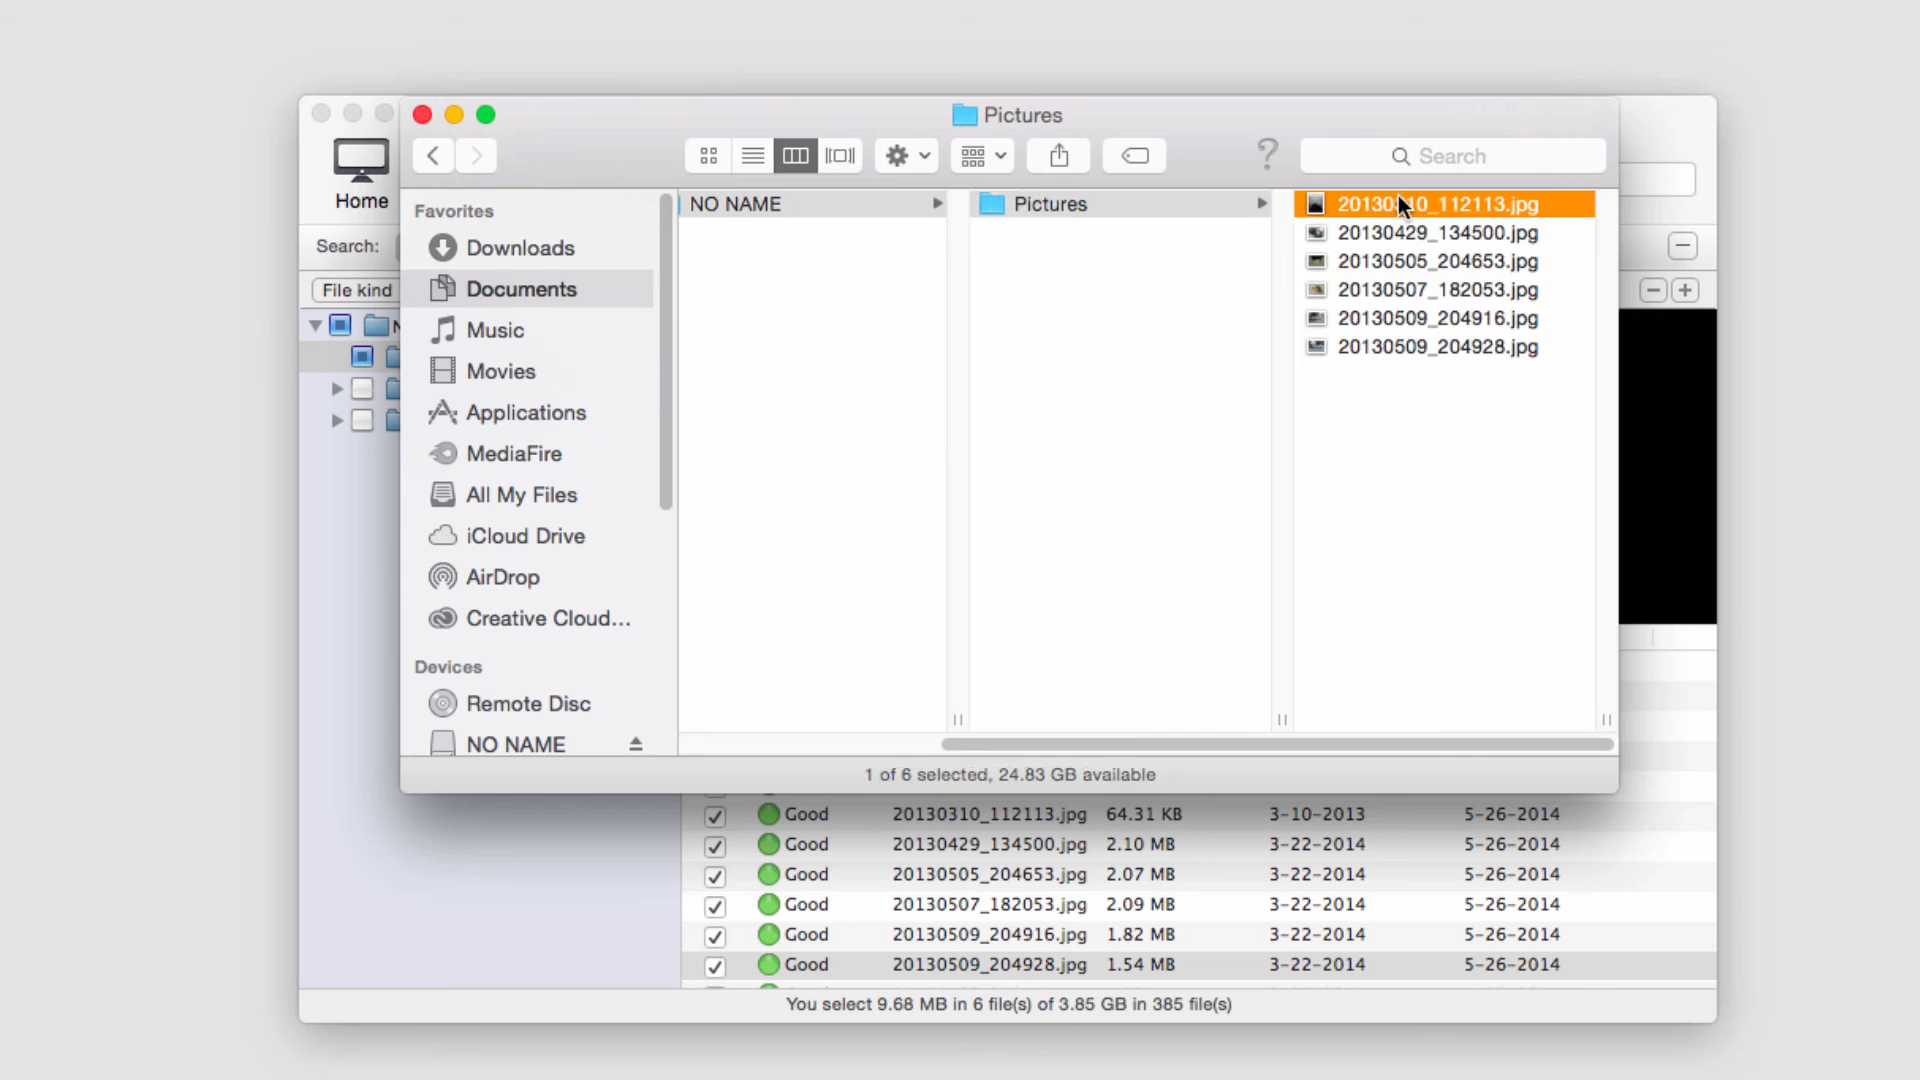 Pictures
Home
? Search
Search:
File kind
Favorites
Downloads
Documents
Music
Movies
Applications
MediaFire
All My Files
iCloud Drive
AirDrop
Creative Cloud...
Devices
Remote Disc
NO NAME
NO NAME
Pictures
20130310_112113.jpg
20130429_134500.jpg
20130505_204653.jpg
20130507_182053.jpg
20130509_204916.jpg
20130509_204928.jpg
1 of 6 selected, 24.83 GB available
Good 20130310_112113.jpg 64.31 KB 3-10-2013 5-26-2014
Good 20130429_134500.jpg 2.10 MB 3-22-2014 5-26-2014
Good 20130505_204653.jpg 2.07 MB 3-22-2014 5-26-2014
Good 20130507_182053.jpg 2.09 MB 3-22-2014 5-26-2014
Good 20130509_204916.jpg 1.82 MB 3-22-2014 5-26-2014
Good 20130509_204928.jpg 1.54 MB 3-22-2014 5-26-2014
You select 9.68 MB in 6 file(s) of 3.85 GB in 385 file(s)